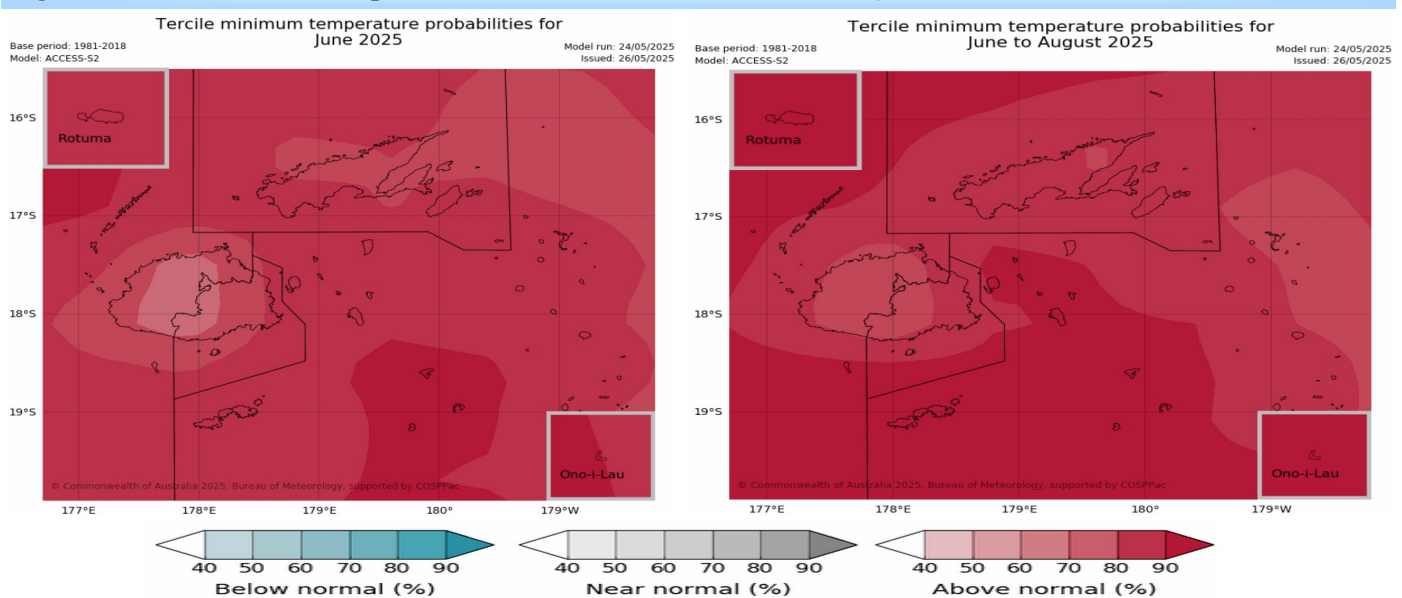 Tercile minimum temperature probabilities for
June 2025
Base period: 1981-2018
Model: ACCESS-S2
Model run: 24/05/2025
Issued: 26/05/2025
Rotuma
16°S
17°S
18°S
19°S
Ono-i-Lau
© Commonwealth of Australia 2025, Bureau of Meteorology, supported by COSPPac
177°E 178°E 179°E 180° 179°W
Tercile minimum temperature probabilities for
June to August 2025
Base period: 1981-2018
Model: ACCESS-S2
Model run: 24/05/2025
Issued: 26/05/2025
Rotuma
16°S
17°S
18°S
19°S
Ono-i-Lau
© Commonwealth of Australia 2025, Bureau of Meteorology, supported by COSPPac
177°E 178°E 179°E 180° 179°W
40 50 60 70 80 90
Below normal (%)
40 50 60 70 80 90
Near normal (%)
40 50 60 70 80 90
Above normal (%)